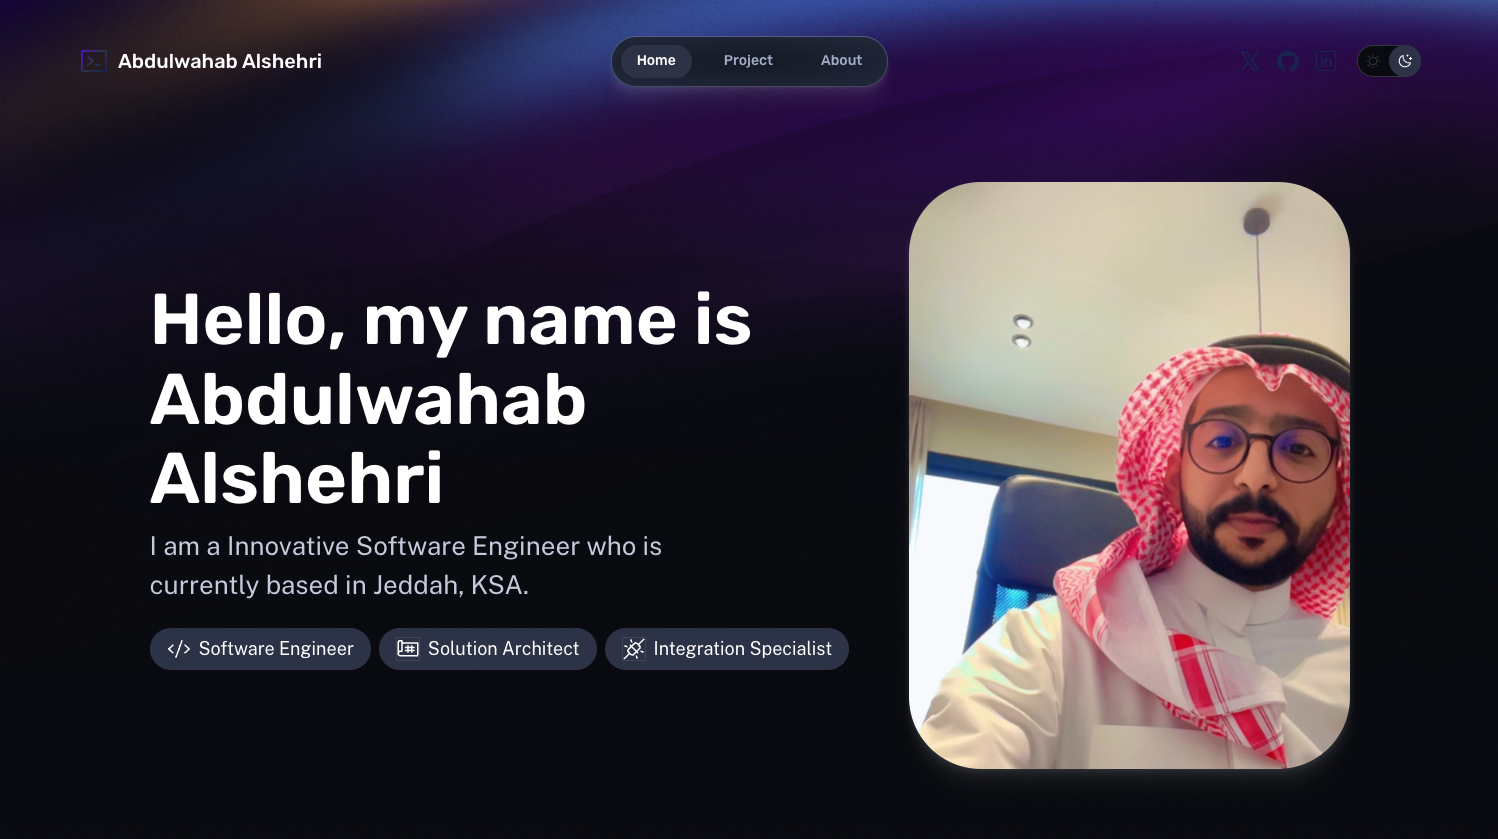 Abdulwahab Alshehri
Home
Project
About
Hello, my name is
Abdulwahab
Alshehri
I am a Innovative Software Engineer who is
currently based in Jeddah, KSA.
Software Engineer
Solution Architect
Integration Specialist